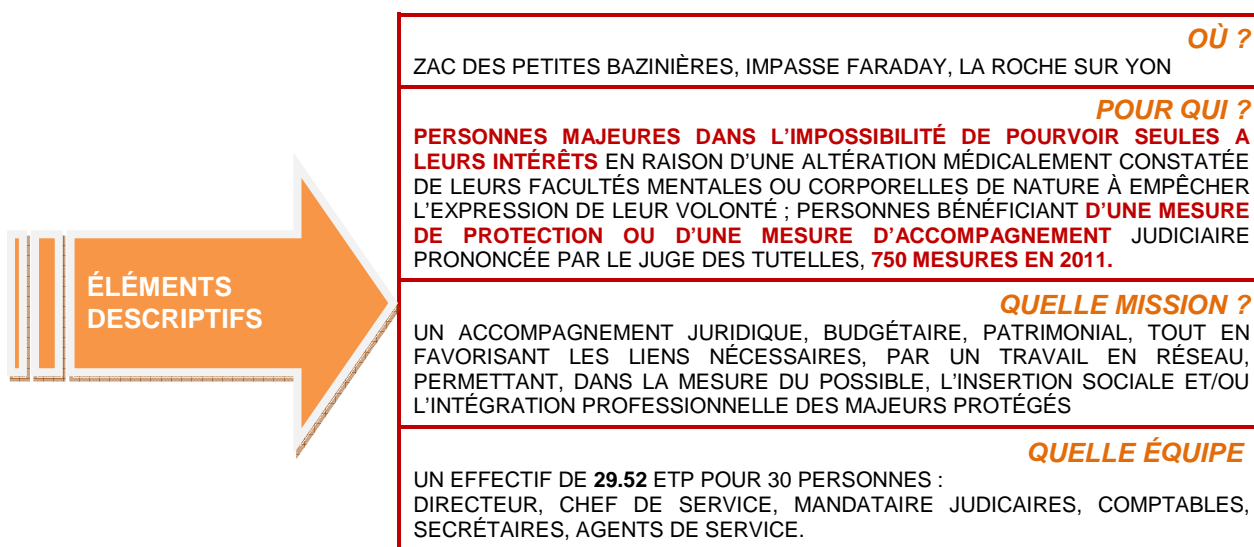 ÉLÉMENTS
DESCRIPTIFS
OÙ ?
ZAC DES PETITES BAZINIÈRES, IMPASSE FARADAY, LA ROCHE SUR YON
POUR QUI ?
PERSONNES MAJEURES DANS L'IMPOSSIBILITÉ DE POURVOIR SEULES A
LEURS INTÉRÊTS EN RAISON D'UNE ALTÉRATION MÉDICALEMENT CONSTATÉE
DE LEURS FACULTÉS MENTALES OU CORPORELLES DE NATURE À EMPÊCHER
L'EXPRESSION DE LEUR VOLONTÉ ; PERSONNES BÉNÉFICIANT D'UNE MESURE
DE PROTECTION OU D'UNE MESURE D'ACCOMPAGNEMENT JUDICIAIRE
PRONONCÉE PAR LE JUGE DES TUTELLES, 750 MESURES EN 2011.
QUELLE MISSION ?
UN ACCOMPAGNEMENT JURIDIQUE, BUDGÉTAIRE, PATRIMONIAL, TOUT EN
FAVORISANT LES LIENS NÉCESSAIRES, PAR UN TRAVAIL EN RÉSEAU,
PERMETTANT, DANS LA MESURE DU POSSIBLE, L'INSERTION SOCIALE ET/OU
L'INTÉGRATION PROFESSIONNELLE DES MAJEURS PROTÉGÉS
QUELLE ÉQUIPE
UN EFFECTIF DE 29.52 ETP POUR 30 PERSONNES :
DIRECTEUR, CHEF DE SERVICE, MANDATAIRE JUDICAIRES, COMPTABLES,
SECRÉTAIRES, AGENTS DE SERVICE.